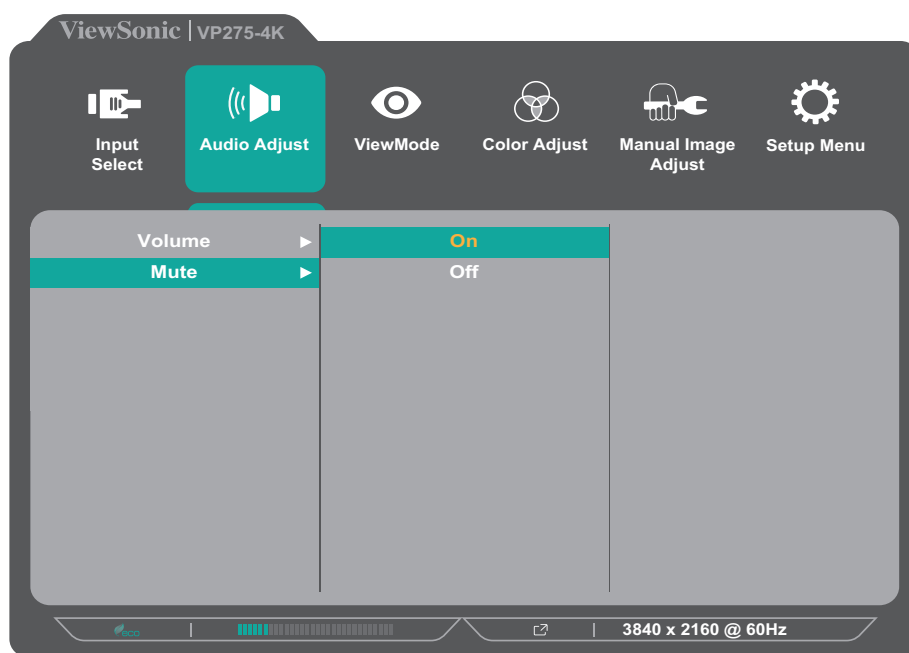 ViewSonic | VP275-4K
Input
Select
Audio Adjust
ViewMode
Color Adjust
Manual Image
Adjust
Setup Menu
Volume ▶
On
Mute ▶
Off
ECO
3840 x 2160 @ 60Hz